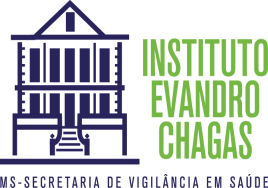 INSTITUTO
EVANDRO
CHAGAS
MS-SECRETARIA DE VIGILÂNCIA EM SAÚDE